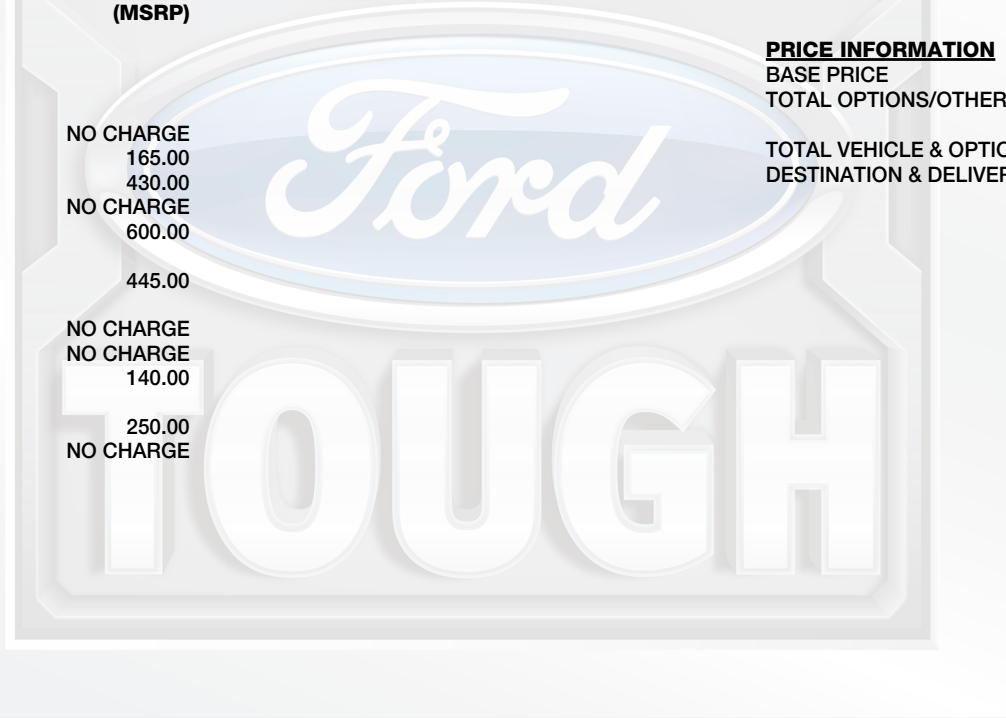 (MSRP)
NO CHARGE
165.00
430.00
NO CHARGE
600.00
445.00
NO CHARGE
NO CHARGE
140.00
250.00
NO CHARGE
PRICE INFORMATION
BASE PRICE
TOTAL OPTIONS/OTHER
TOTAL VEHICLE & OPTIO
DESTINATION & DELIVER
Ford
TOUGH